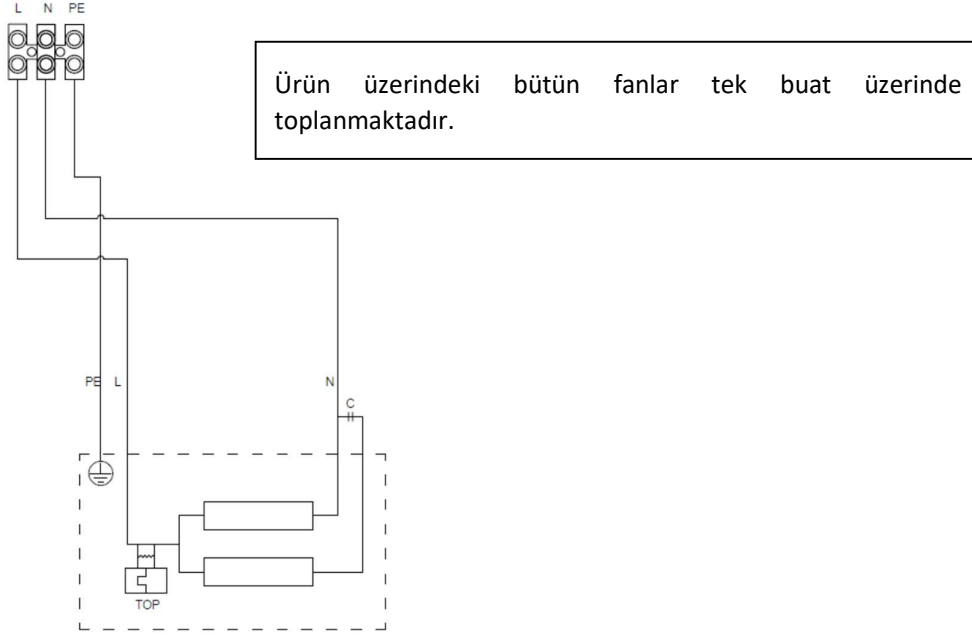 L N PE
Ürün üzerindeki bütün fanlar tek buat üzerinde
toplanmaktadır.
PE L N
C
TOP